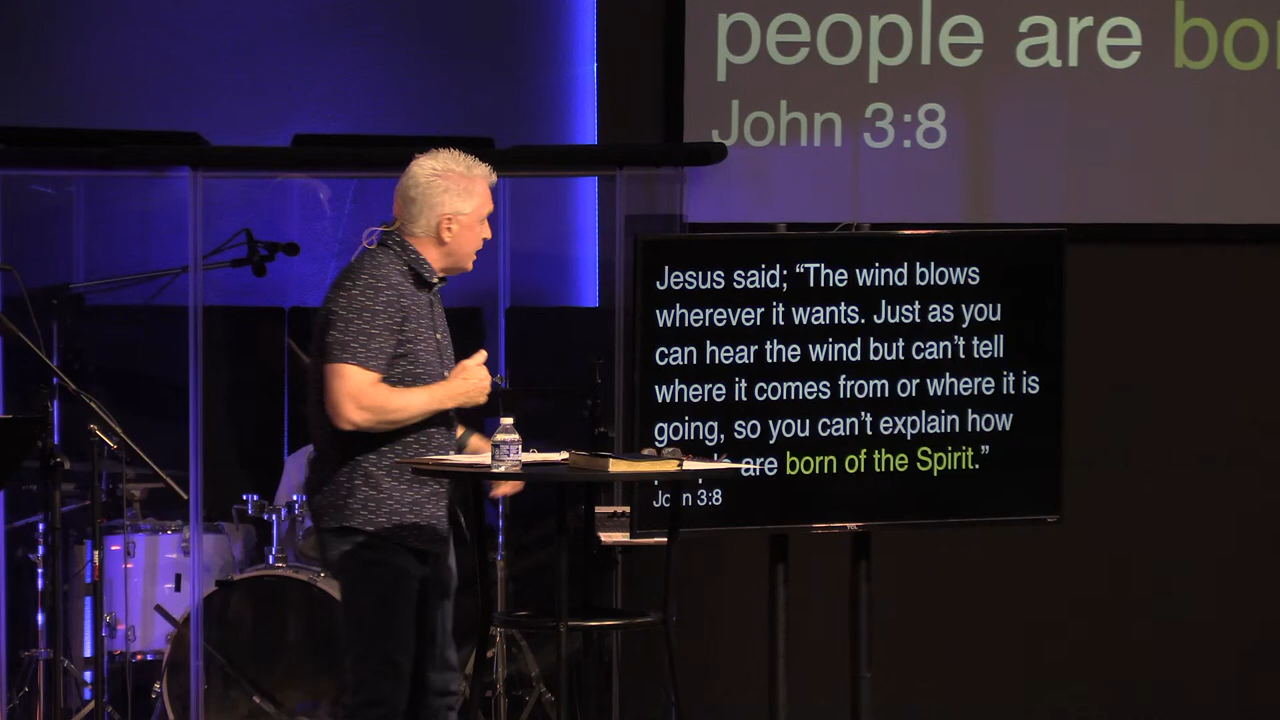 people are
John 3:8
Jesus said; “The wind blows
wherever it wants. Just as you
can hear the wind but can’t tell
where it comes from or where it is
going, so you can’t explain how
are born of the Spirit.”
John 3:8
TCL